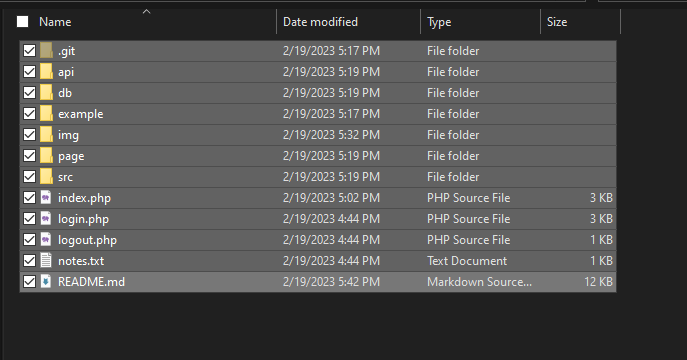 Name Date modified Type Size
.git 2/19/2023 5:17 PM File folder
api 2/19/2023 5:19 PM File folder
db 2/19/2023 5:19 PM File folder
example 2/19/2023 5:17 PM File folder
img 2/19/2023 5:32 PM File folder
page 2/19/2023 5:19 PM File folder
src 2/19/2023 5:19 PM File folder
index.php 2/19/2023 5:02 PM PHP Source File 3 KB
login.php 2/19/2023 4:44 PM PHP Source File 3 KB
logout.php 2/19/2023 4:44 PM PHP Source File 1 KB
notes.txt 2/19/2023 4:44 PM Text Document 1 KB
README.md 2/19/2023 5:42 PM Markdown Source... 12 KB